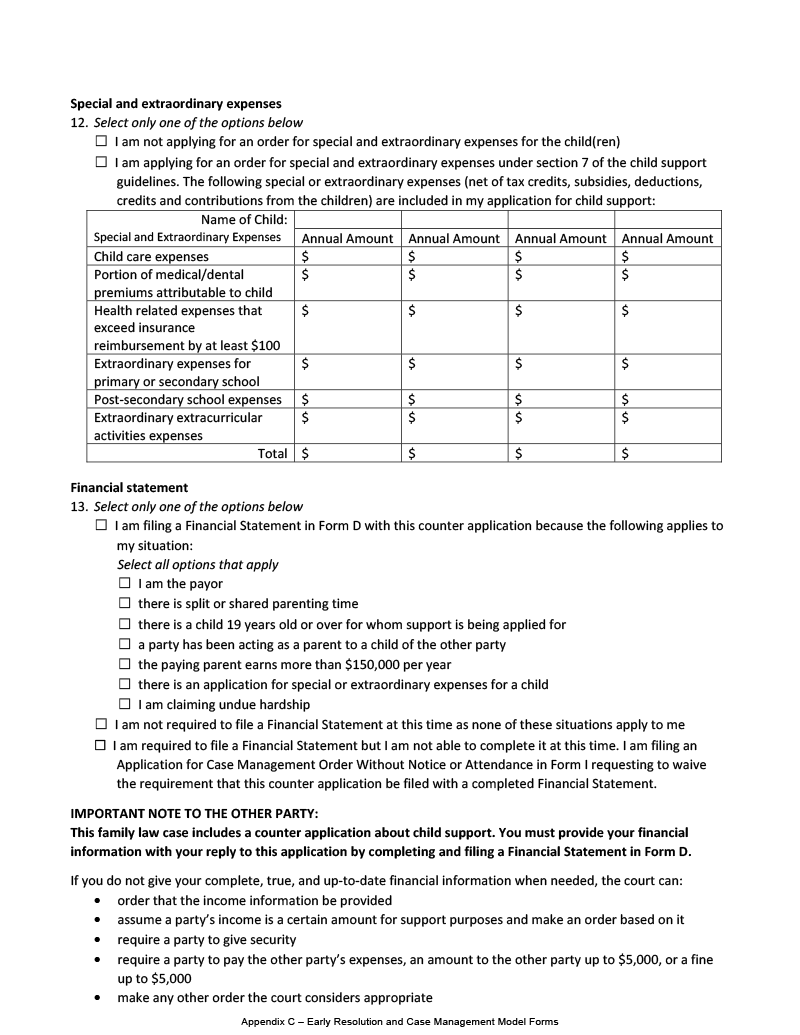 Special and extraordinary expenses
12. Select only one of the options below
☐ I am not applying for an order for special and extraordinary expenses for the child(ren)
☐ I am applying for an order for special and extraordinary expenses under section 7 of the child support
guidelines. The following special or extraordinary expenses (net of tax credits, subsidies, deductions,
credits and contributions from the children) are included in my application for child support:
Name of Child:
Special and Extraordinary Expenses Annual Amount Annual Amount Annual Amount Annual Amount
Child care expenses $ $ $ $
Portion of medical/dental $ $ $ $
premiums attributable to child
Health related expenses that $ $ $ $
exceed insurance
reimbursement by at least $100
Extraordinary expenses for $ $ $ $
primary or secondary school
Post-secondary school expenses $ $ $ $
Extraordinary extracurricular $ $ $ $
activities expenses
Total $ $ $ $
Financial statement
13. Select only one of the options below
☐ I am filing a Financial Statement in Form D with this counter application because the following applies to
my situation:
Select all options that apply
☐ I am the payor
☐ there is split or shared parenting time
☐ there is a child 19 years old or over for whom support is being applied for
☐ a party has been acting as a parent to a child of the other party
☐ the paying parent earns more than $150,000 per year
☐ there is an application for special or extraordinary expenses for a child
☐ I am claiming undue hardship
☐ I am not required to file a Financial Statement at this time as none of these situations apply to me
☐ I am required to file a Financial Statement but I am not able to complete it at this time. I am filing an
Application for Case Management Order Without Notice or Attendance in Form I requesting to waive
the requirement that this counter application be filed with a completed Financial Statement.
IMPORTANT NOTE TO THE OTHER PARTY:
This family law case includes a counter application about child support. You must provide your financial
information with your reply to this application by completing and filing a Financial Statement in Form D.
If you do not give your complete, true, and up-to-date financial information when needed, the court can:
• order that the income information be provided
• assume a party's income is a certain amount for support purposes and make an order based on it
• require a party to give security
• require a party to pay the other party's expenses, an amount to the other party up to $5,000, or a fine
up to $5,000
• make any other order the court considers appropriate
Appendix C – Early Resolution and Case Management Model Forms